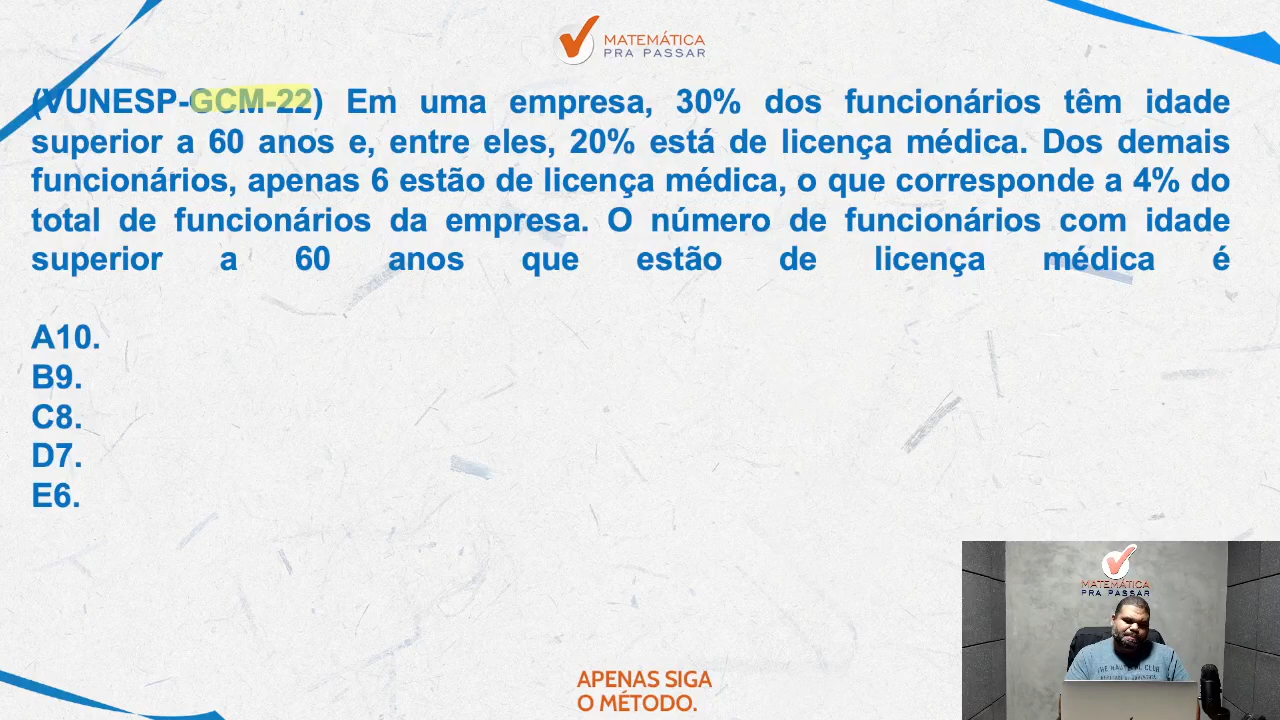 MATEMÁTICA
PRA PASSAR
(VUNESP-GCM-22) Em uma empresa, 30% dos funcionários têm idade
superior a 60 anos e, entre eles, 20% está de licença médica. Dos demais
funcionários, apenas 6 estão de licença médica, o que corresponde a 4% do
total de funcionários da empresa. O número de funcionários com idade
superior a 60 anos que estão de licença médica é
A10.
B9.
C8.
D7.
E6.
MATEMÁTICA
PRA PASSAR
THE NAUTICAL CLUB
APENAS SIGA
O MÉTODO.